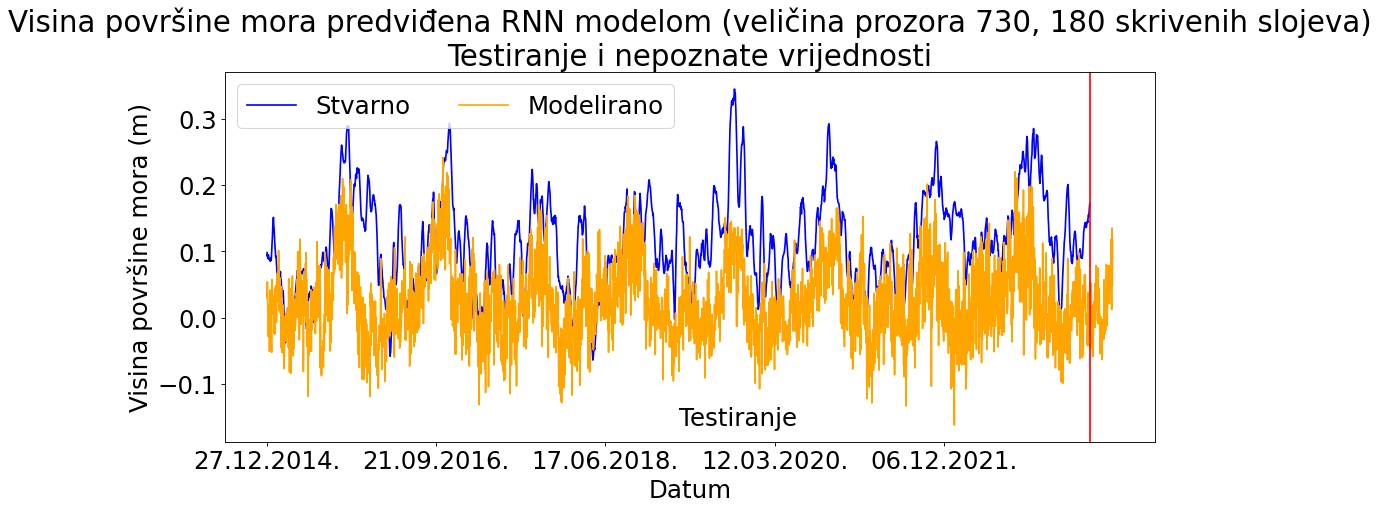 Visina površine mora predviđena RNN modelom (veličina prozora 730, 180 skrivenih slojeva)
Testiranje i nepoznate vrijednosti
Stvarno Modelirano
Visina površine mora (m)
0.3
0.2
0.1
0.0
−0.1
Testiranje
27.12.2014. 21.09.2016. 17.06.2018. 12.03.2020. 06.12.2021.
Datum